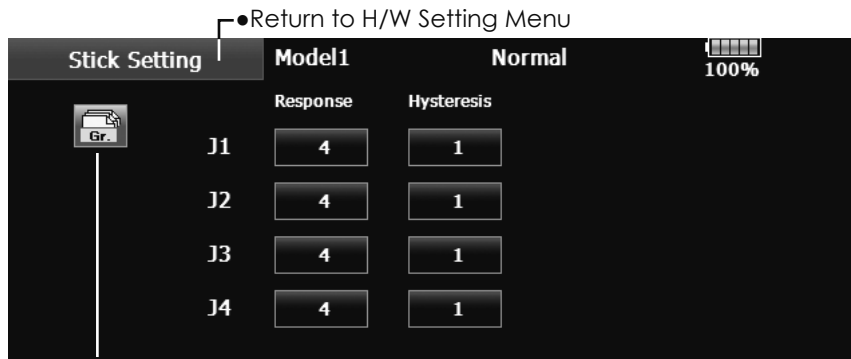 ●Return to H/W Setting Menu
Stick Setting Model1 Normal 100%
Response Hysteresis
Gr.
J1 4 1
J2 4 1
J3 4 1
J4 4 1